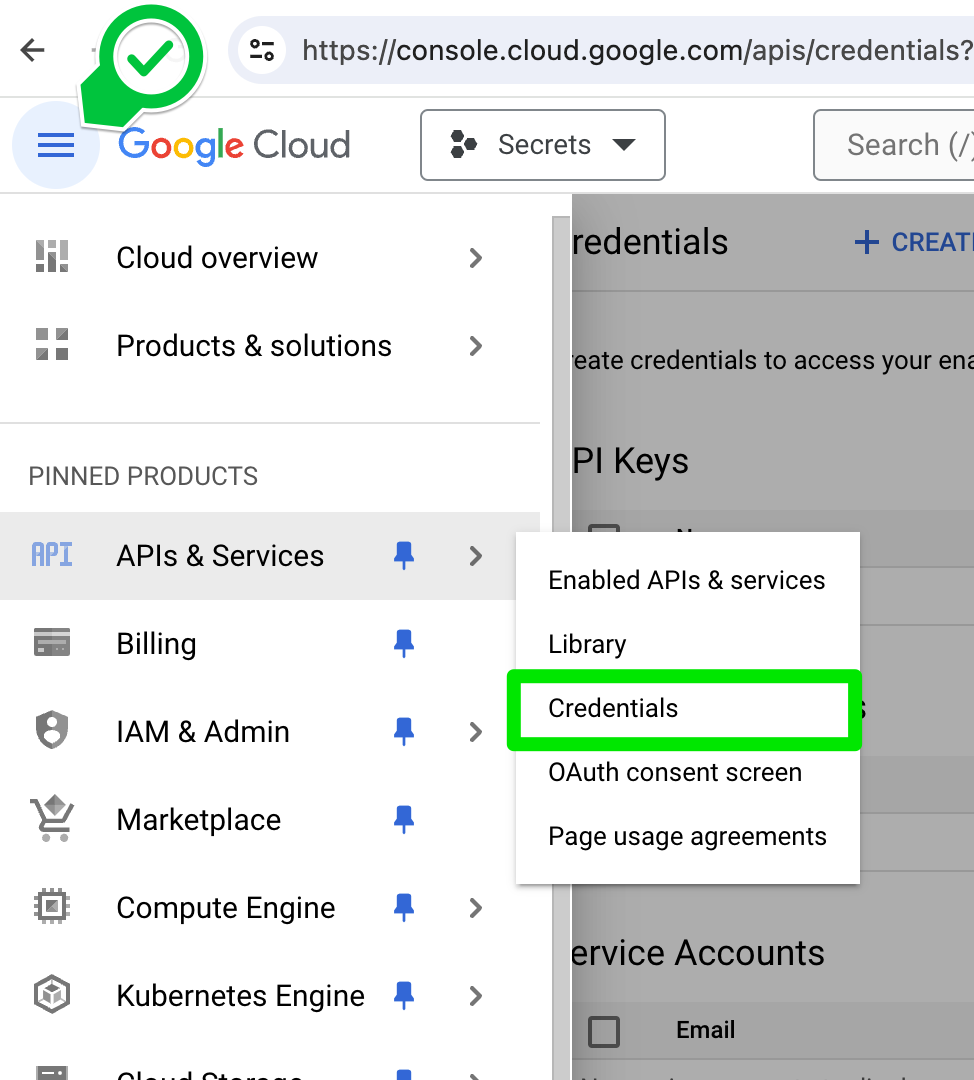 https://console.cloud.google.com/apis/credentials?
Google Cloud
Secrets
Search (/)
Cloud overview
Products & solutions
PINNED PRODUCTS
API
APIs & Services
Billing
IAM & Admin
Marketplace
Compute Engine
Kubernetes Engine
Cloud Storage
Enabled APIs & services
Library
Credentials
OAuth consent screen
Page usage agreements
redentials
+ CREAT
reate credentials to access your ena
PI Keys
ervice Accounts
Email